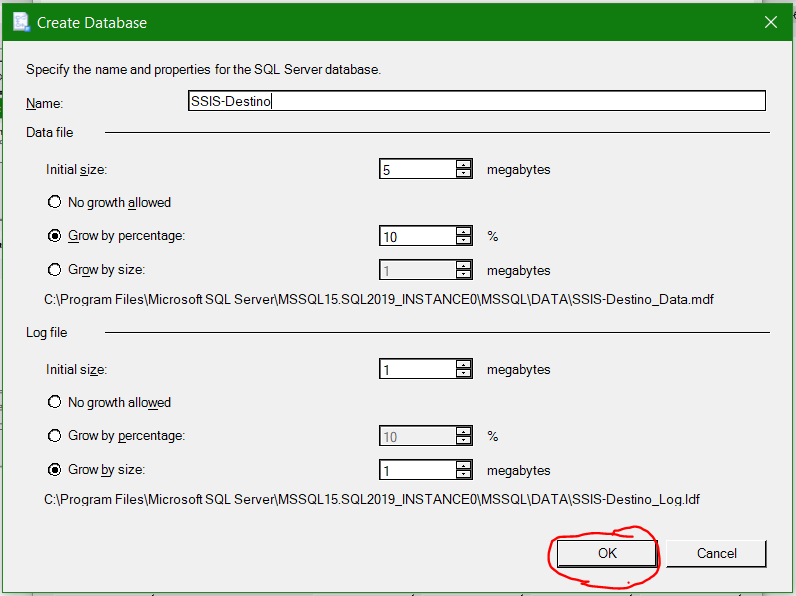 Create Database
Specify the name and properties for the SQL Server database.
Name: SSIS-Destino
Data file
Initial size: 5 megabytes
No growth allowed
Grow by percentage: 10 %
Grow by size: 1 megabytes
C:\Program Files\Microsoft SQL Server\MSSQL15.SQL2019_INSTANCE0\MSSQL\DATA\SSIS-Destino_Data.mdf
Log file
Initial size: 1 megabytes
No growth allowed
Grow by percentage: 10 %
Grow by size: 1 megabytes
C:\Program Files\Microsoft SQL Server\MSSQL15.SQL2019_INSTANCE0\MSSQL\DATA\SSIS-Destino_Log.ldf
OK Cancel